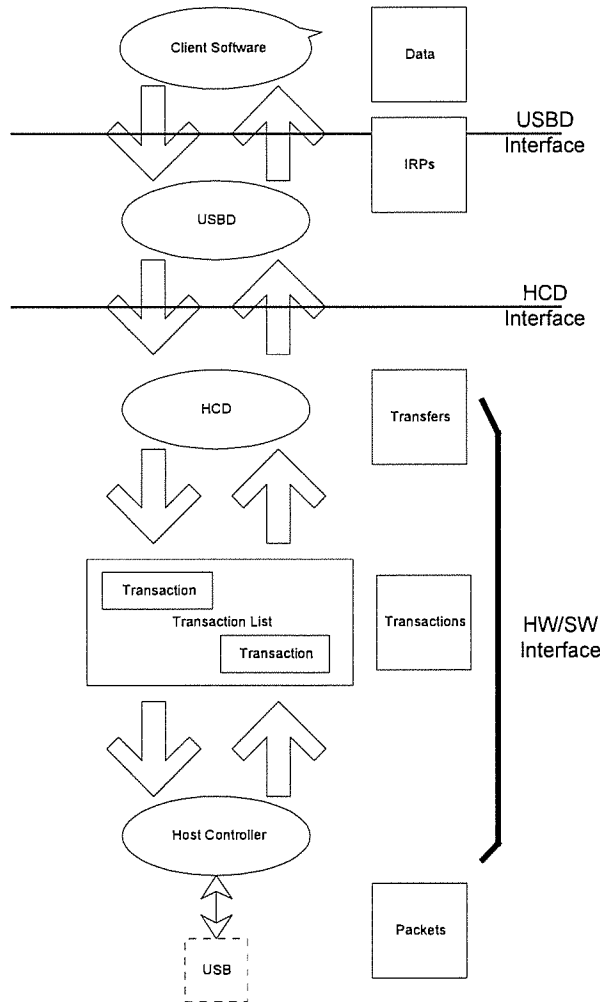 Client Software
Data
USBD
Interface
IRPs
USBD
HCD
Interface
HCD
Transfers
Transaction
Transaction List
Transaction
Transactions
HW/SW
Interface
Host Controller
Packets
USB